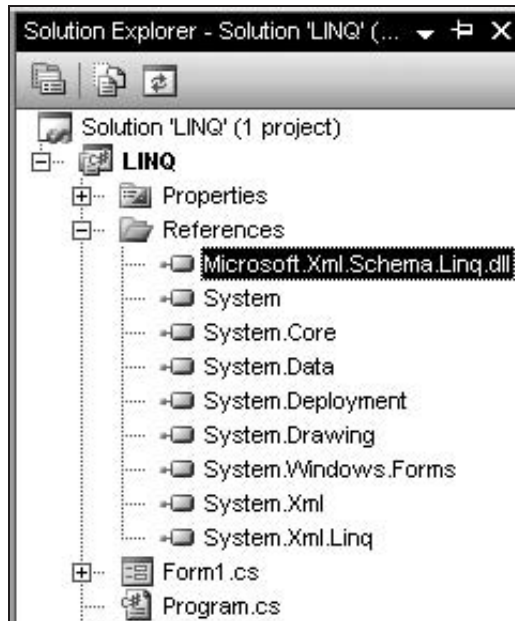 Solution Explorer - Solution 'LINQ' (...
Solution 'LINQ' (1 project)
LINQ
Properties
References
Microsoft.Xml.Schema.Linq.dll
System
System.Core
System.Data
System.Deployment
System.Drawing
System.Windows.Forms
System.Xml
System.Xml.Linq
Form1.cs
Program.cs